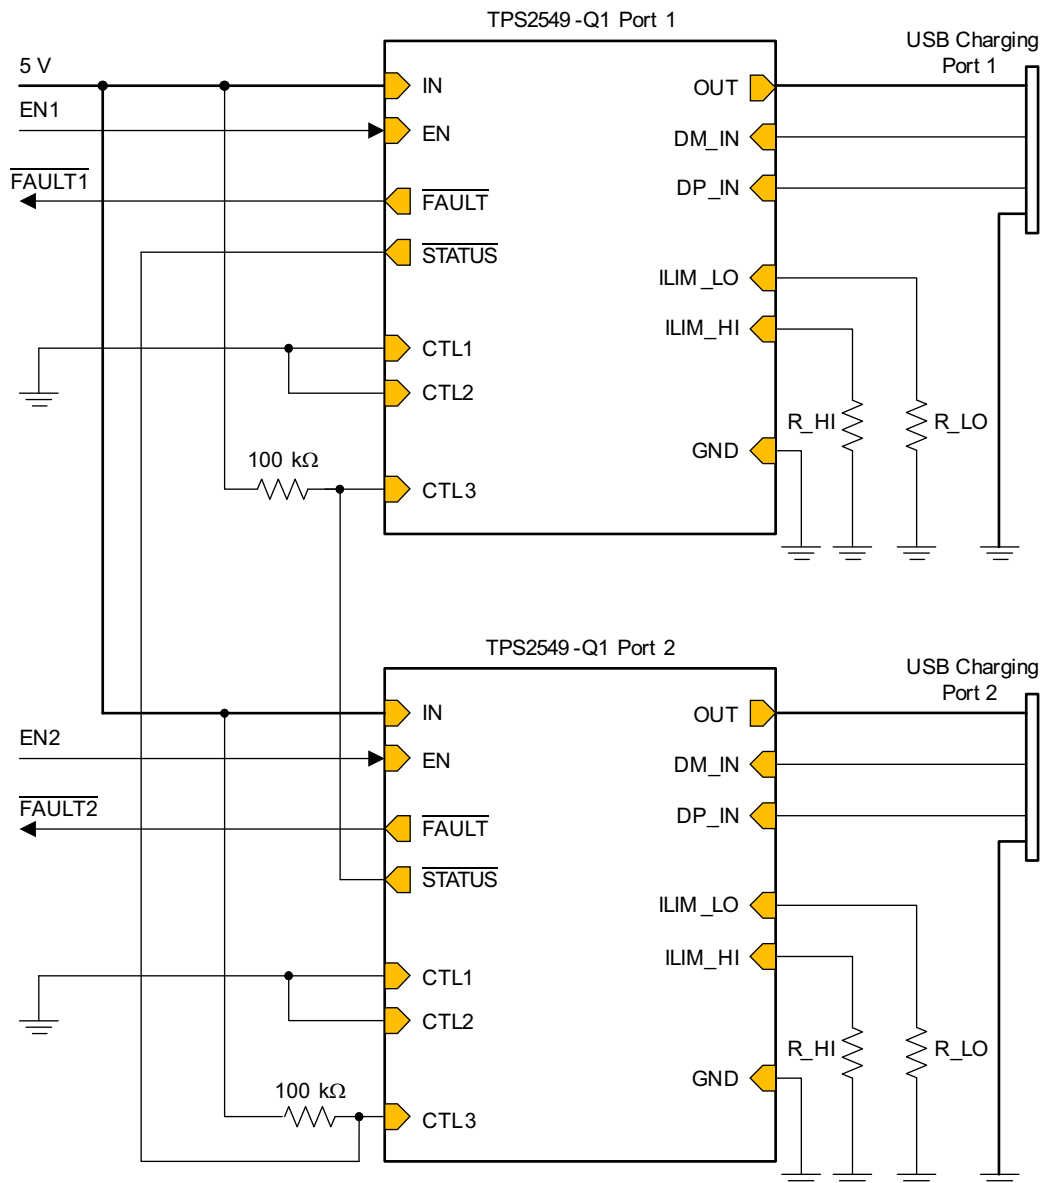 TPS2549-Q1 Port 1
USB Charging
Port 1
5 V
IN
OUT
EN1
EN
DM_IN
FAULT1
FAULT
DP_IN
STATUS
ILIM_LO
ILIM_HI
CTL1
CTL2
R_HI
R_LO
GND
100 kΩ
CTL3
TPS2549-Q1 Port 2
USB Charging
Port 2
IN
OUT
EN2
EN
DM_IN
FAULT2
FAULT
DP_IN
STATUS
ILIM_LO
ILIM_HI
CTL1
CTL2
R_HI
R_LO
GND
100 kΩ
CTL3